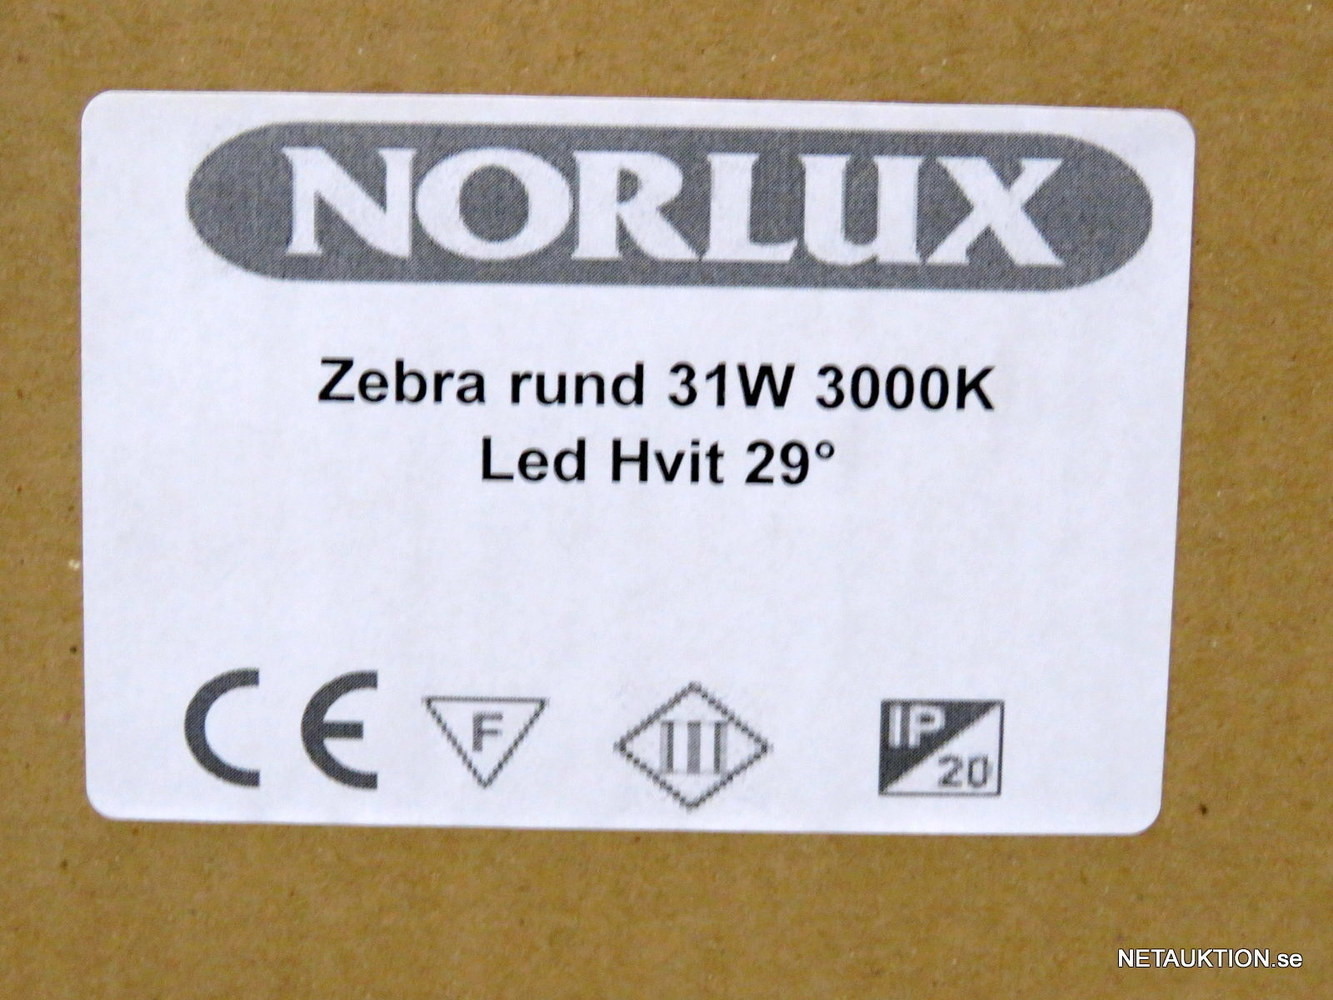 NORLUX
Zebra rund 31W 3000K
Led Hvit 29°
CE F III IP
20
NETAUKTION.se